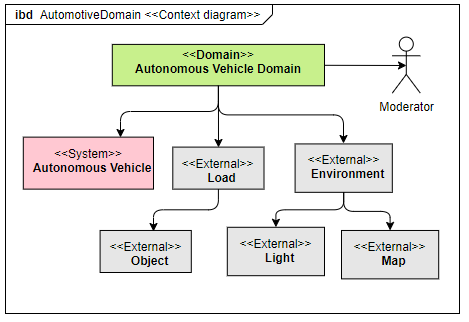 ibd AutomotiveDomain <<Context diagram>>
<<Domain>>
Autonomous Vehicle Domain
Moderator
<<System>>
Autonomous Vehicle
<<External>>
Load
<<External>>
Environment
<<External>>
Object
<<External>>
Light
<<External>>
Map